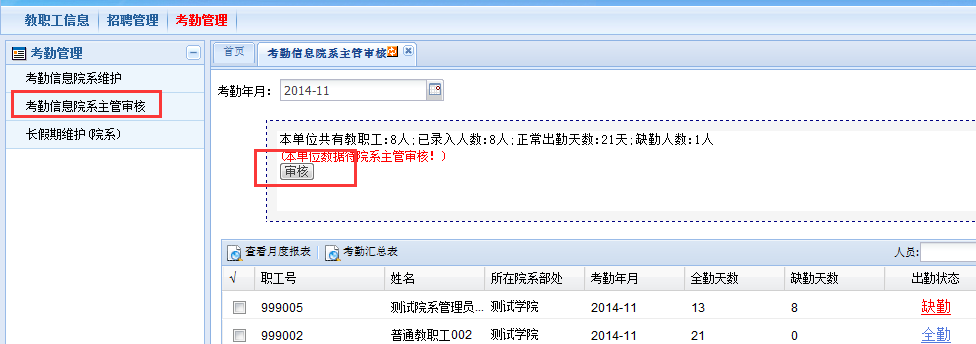 教职工信息 招聘管理 考勤管理
考勤管理
考勤信息院系维护
考勤信息院系主管审核
长假期维护(院系)
首页 考勤信息院系主管审核
考勤年月: 2014-11
本单位共有教职工:8人;已录入人数:8人;正常出勤天数:21天;缺勤人数:1人
(本单位数据待院系主管审核！)
审核
查看月度报表 考勤汇总表 人员:
√ 职工号 姓名 所在院系部处 考勤年月 全勤天数 缺勤天数 出勤状态
999005 测试院系管理员... 测试学院 2014-11 13 8 缺勤
999002 普通教职工002 测试学院 2014-11 21 0 全勤